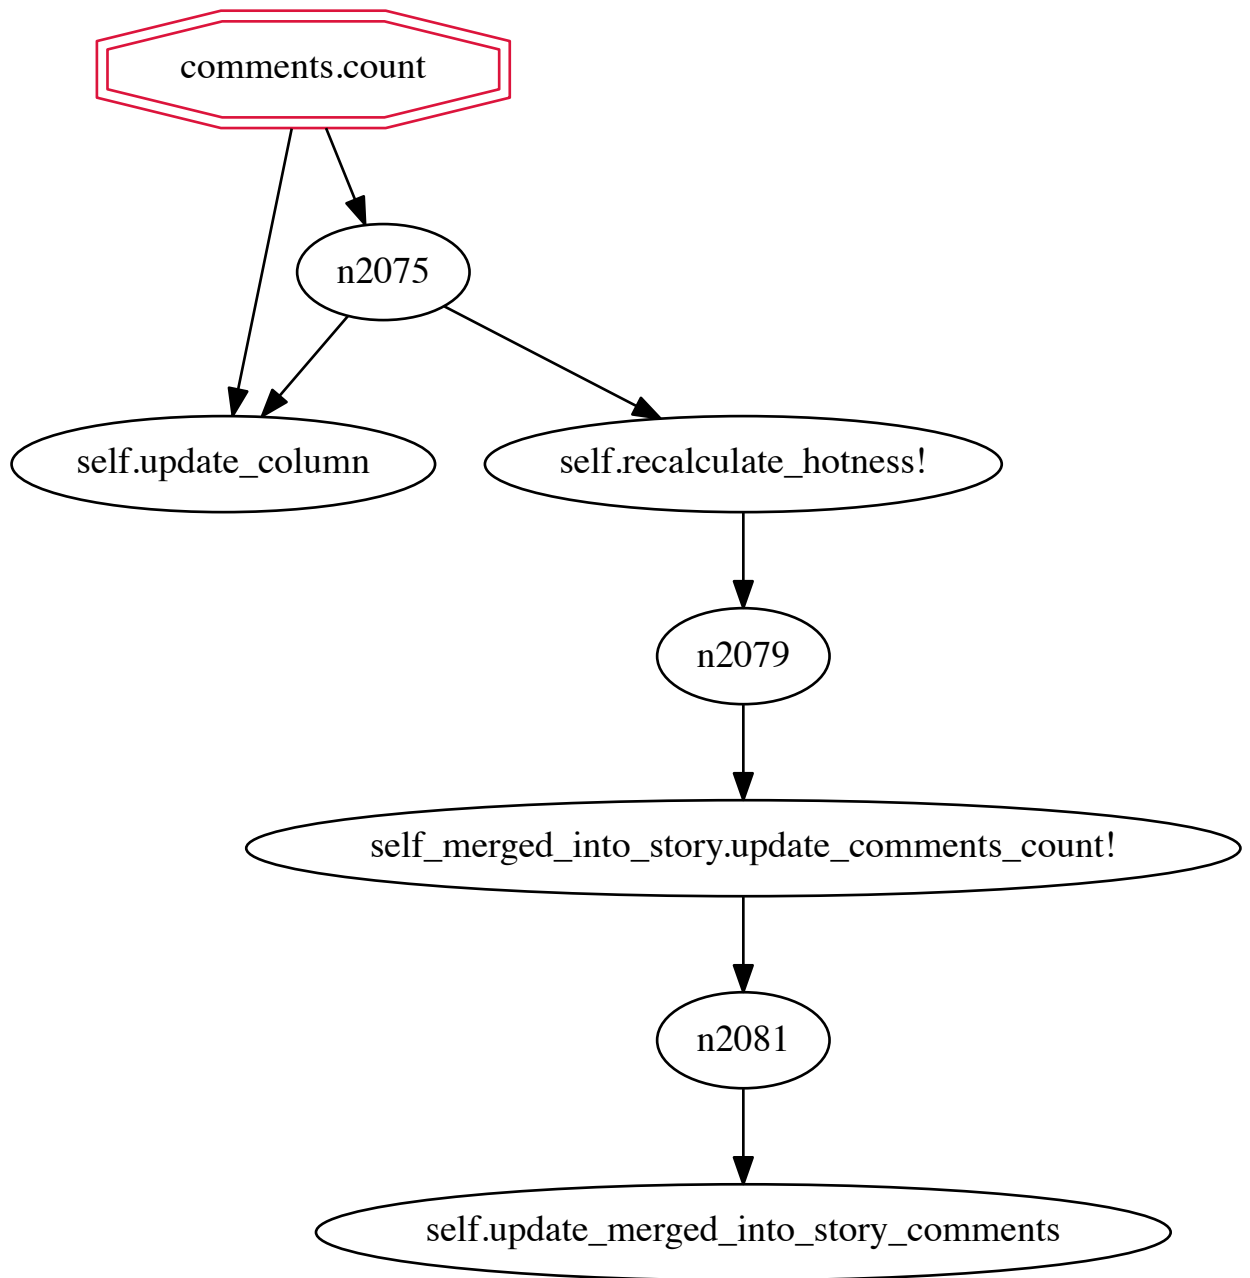 comments.count
n2075
self.update_column
self.recalculate_hotness!
n2079
self_merged_into_story.update_comments_count!
n2081
self.update_merged_into_story_comments